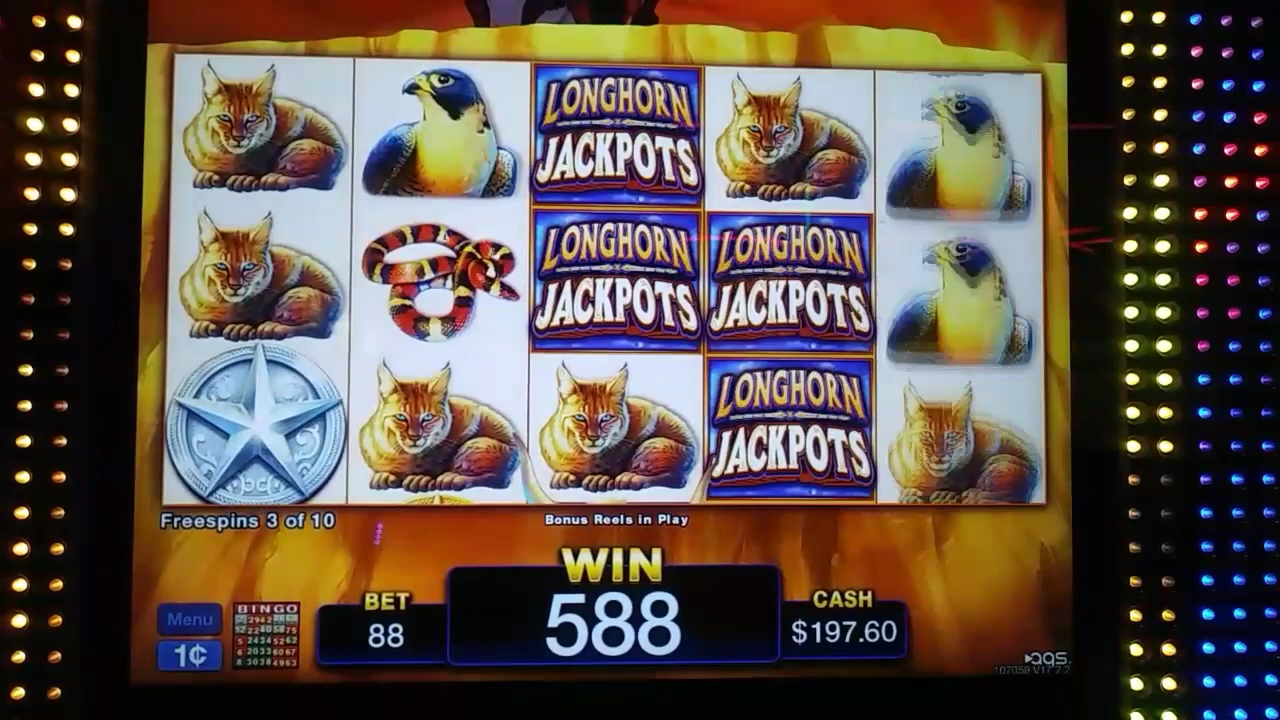 LONGHORN
JACKPOTS
LONGHORN
JACKPOTS
LONGHORN
JACKPOTS
LONGHORN
JACKPOTS
Freespins 3 of 10
Bonus Reels in Play
WIN
588
BET
88
CASH
$197.60
Menu
1¢
BINGO
ags